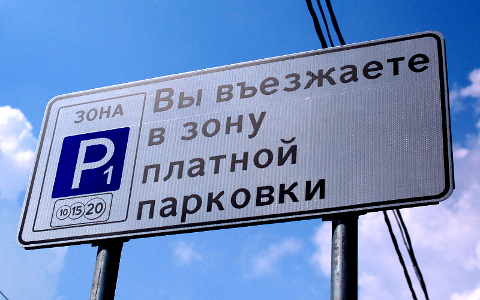 ЗОНА
P1
10 15 20
Вы въезжаете
в зону
платной
парковки